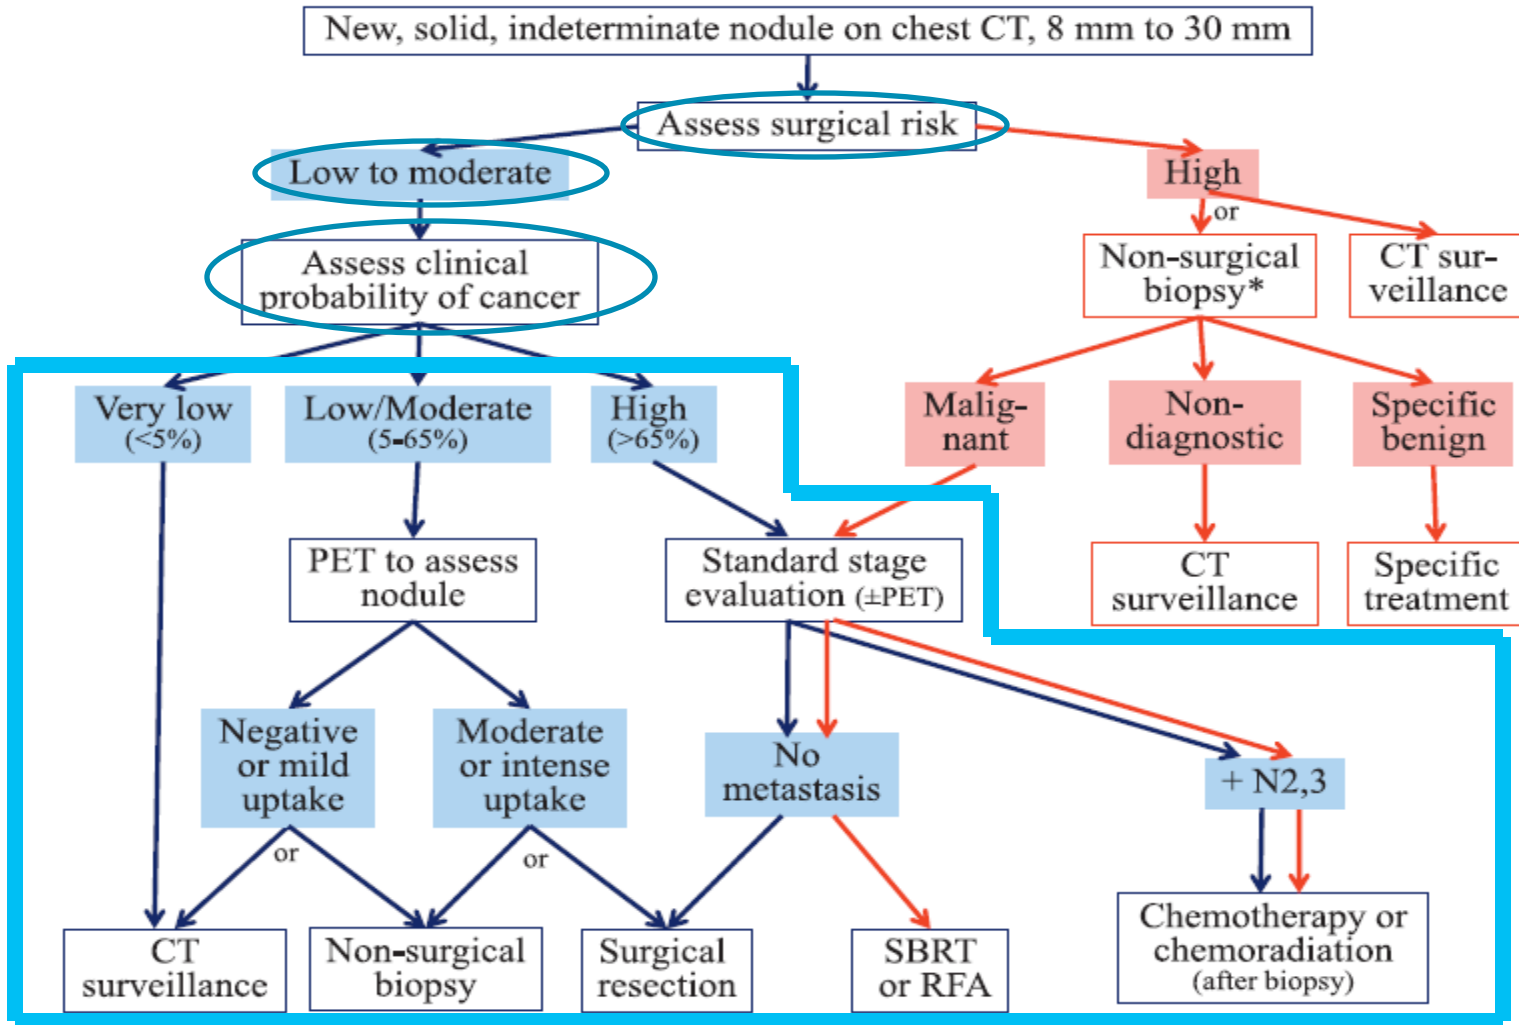 New, solid, indeterminate nodule on chest CT, 8 mm to 30 mm
Assess surgical risk
Low to moderate
High
or
Assess clinical
probability of cancer
Non-surgical
biopsy*
CT sur-
veillance
Very low
(<5%)
Low/Moderate
(5-65%)
High
(>65%)
Malig-
nant
Non-
diagnostic
Specific
benign
PET to assess
nodule
Standard stage
evaluation (±PET)
CT
surveillance
Specific
treatment
Negative
or mild
uptake
Moderate
or intense
uptake
No
metastasis
+ N2,3
or
or
CT
surveillance
Non-surgical
biopsy
Surgical
resection
SBRT
or RFA
Chemotherapy or
chemoradiation
(after biopsy)